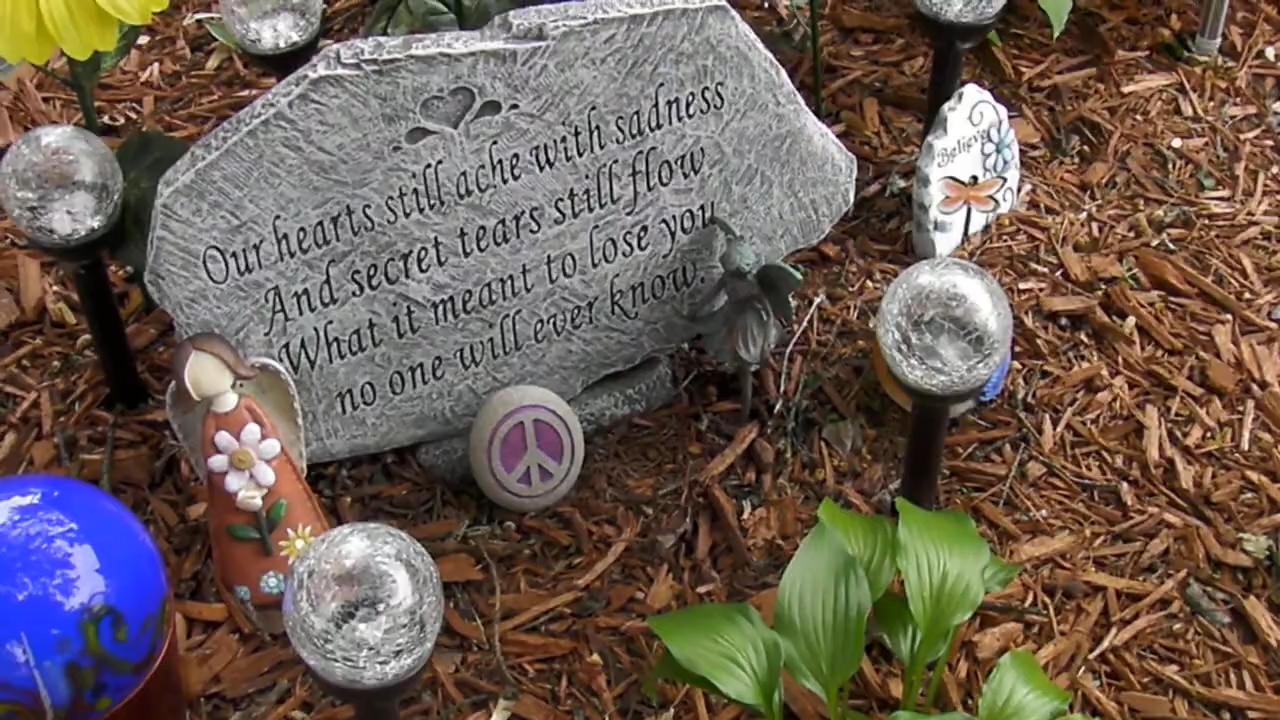 Our hearts still ache with sadness
And secret tears still flow
What it meant to lose you
no one will ever know.
Believe